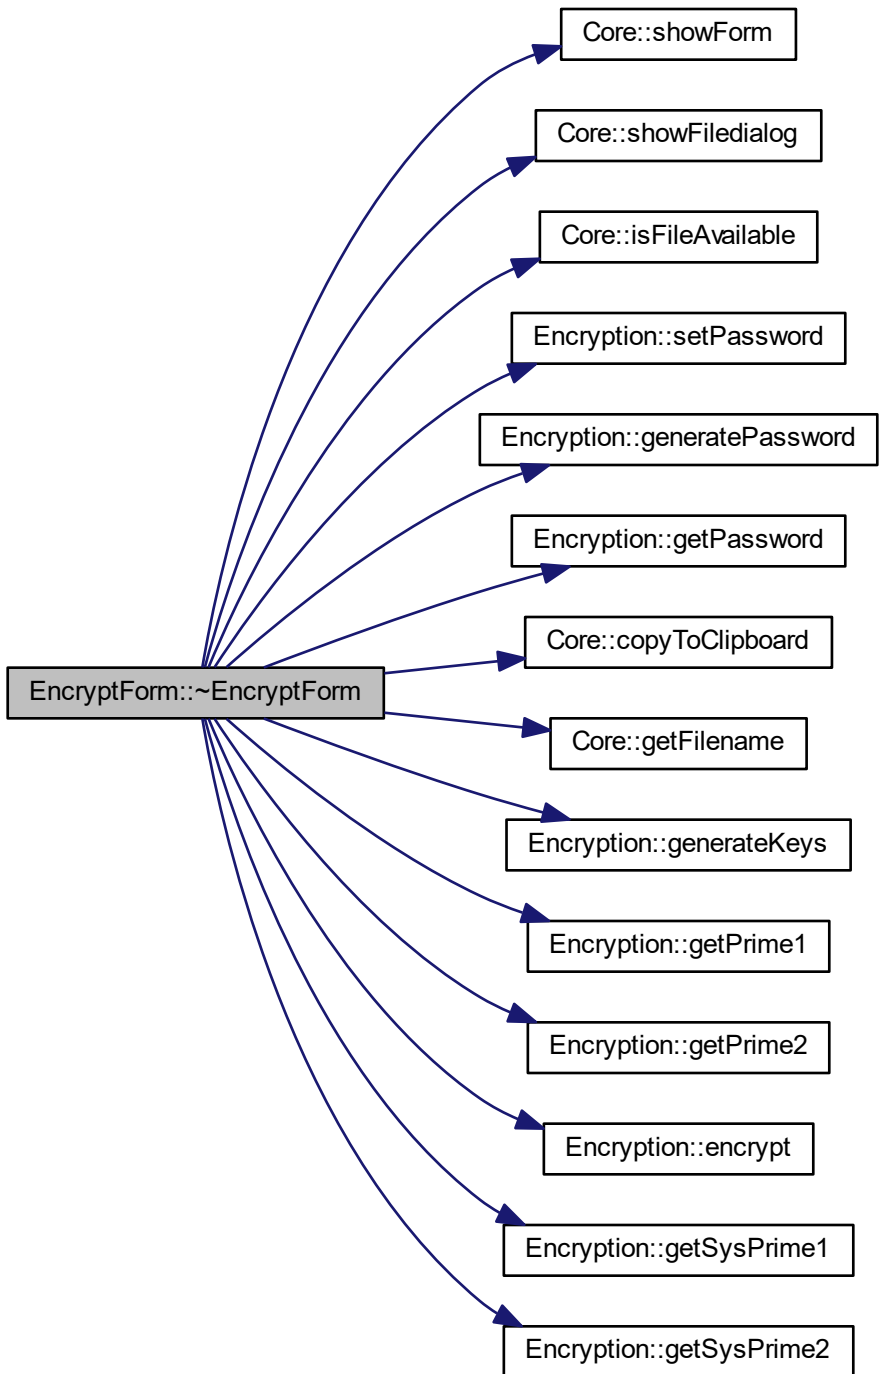 Core::showForm
Core::showFiledialog
Core::isFileAvailable
Encryption::setPassword
Encryption::generatePassword
Encryption::getPassword
Core::copyToClipboard
EncryptForm::~EncryptForm
Core::getFilename
Encryption::generateKeys
Encryption::getPrime1
Encryption::getPrime2
Encryption::encrypt
Encryption::getSysPrime1
Encryption::getSysPrime2